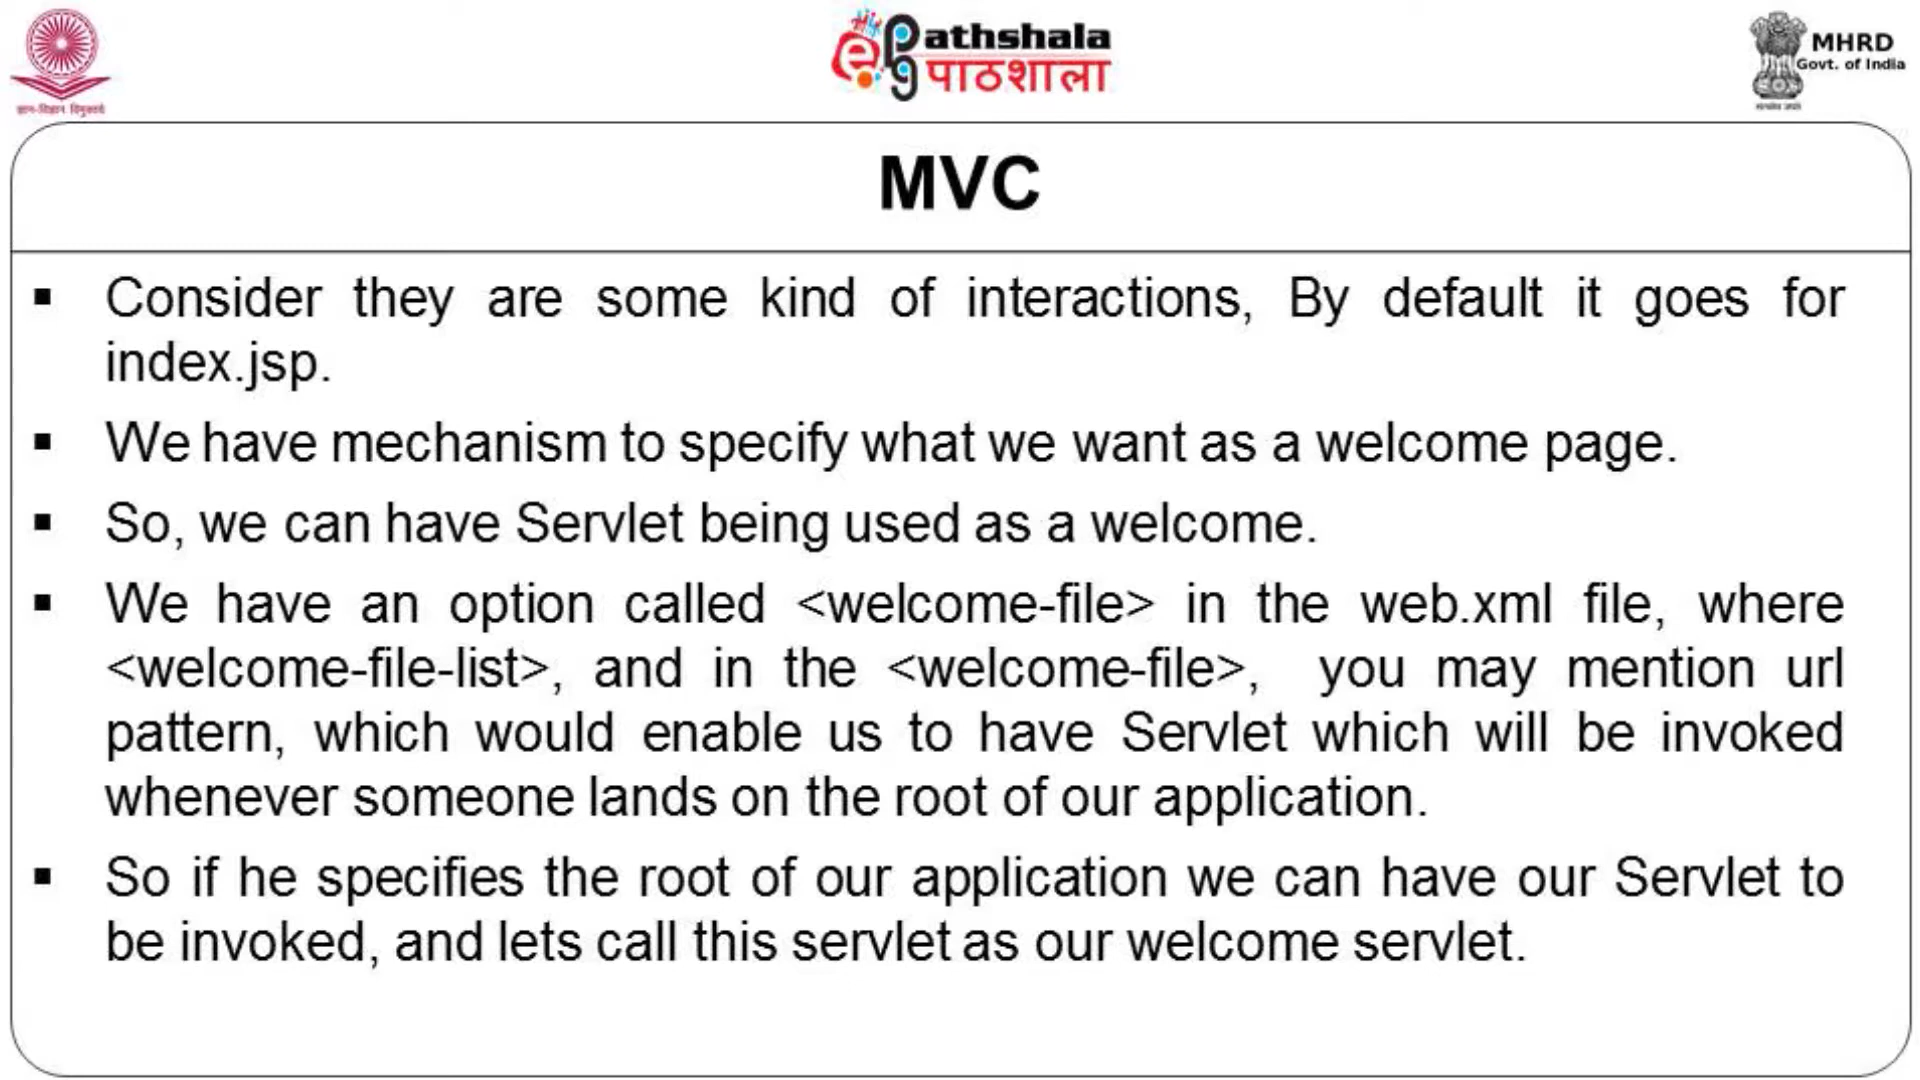 ज्ञान-विज्ञान विमुक्तये
ePathshala
पाठशाला
MHRD
Govt. of India
सत्यमेव जयते
MVC
▪ Consider they are some kind of interactions, By default it goes for
index.jsp.
▪ We have mechanism to specify what we want as a welcome page.
▪ So, we can have Servlet being used as a welcome.
▪ We have an option called <welcome-file> in the web.xml file, where
<welcome-file-list>, and in the <welcome-file>, you may mention url
pattern, which would enable us to have Servlet which will be invoked
whenever someone lands on the root of our application.
▪ So if he specifies the root of our application we can have our Servlet to
be invoked, and lets call this servlet as our welcome servlet.